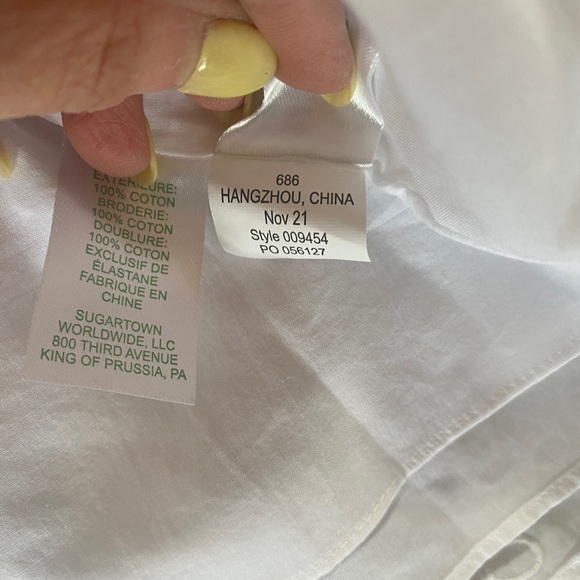 EXTÉRIEURE:
100% COTON
BRODERIE:
100% COTON
DOUBLURE:
100% COTON
EXCLUSIF DE
ÉLASTANE
FABRIQUE EN
CHINE
SUGARTOWN
WORLDWIDE, LLC
800 THIRD AVENUE
KING OF PRUSSIA, PA
686
HANGZHOU, CHINA
Nov 21
Style 009454
PO 056127